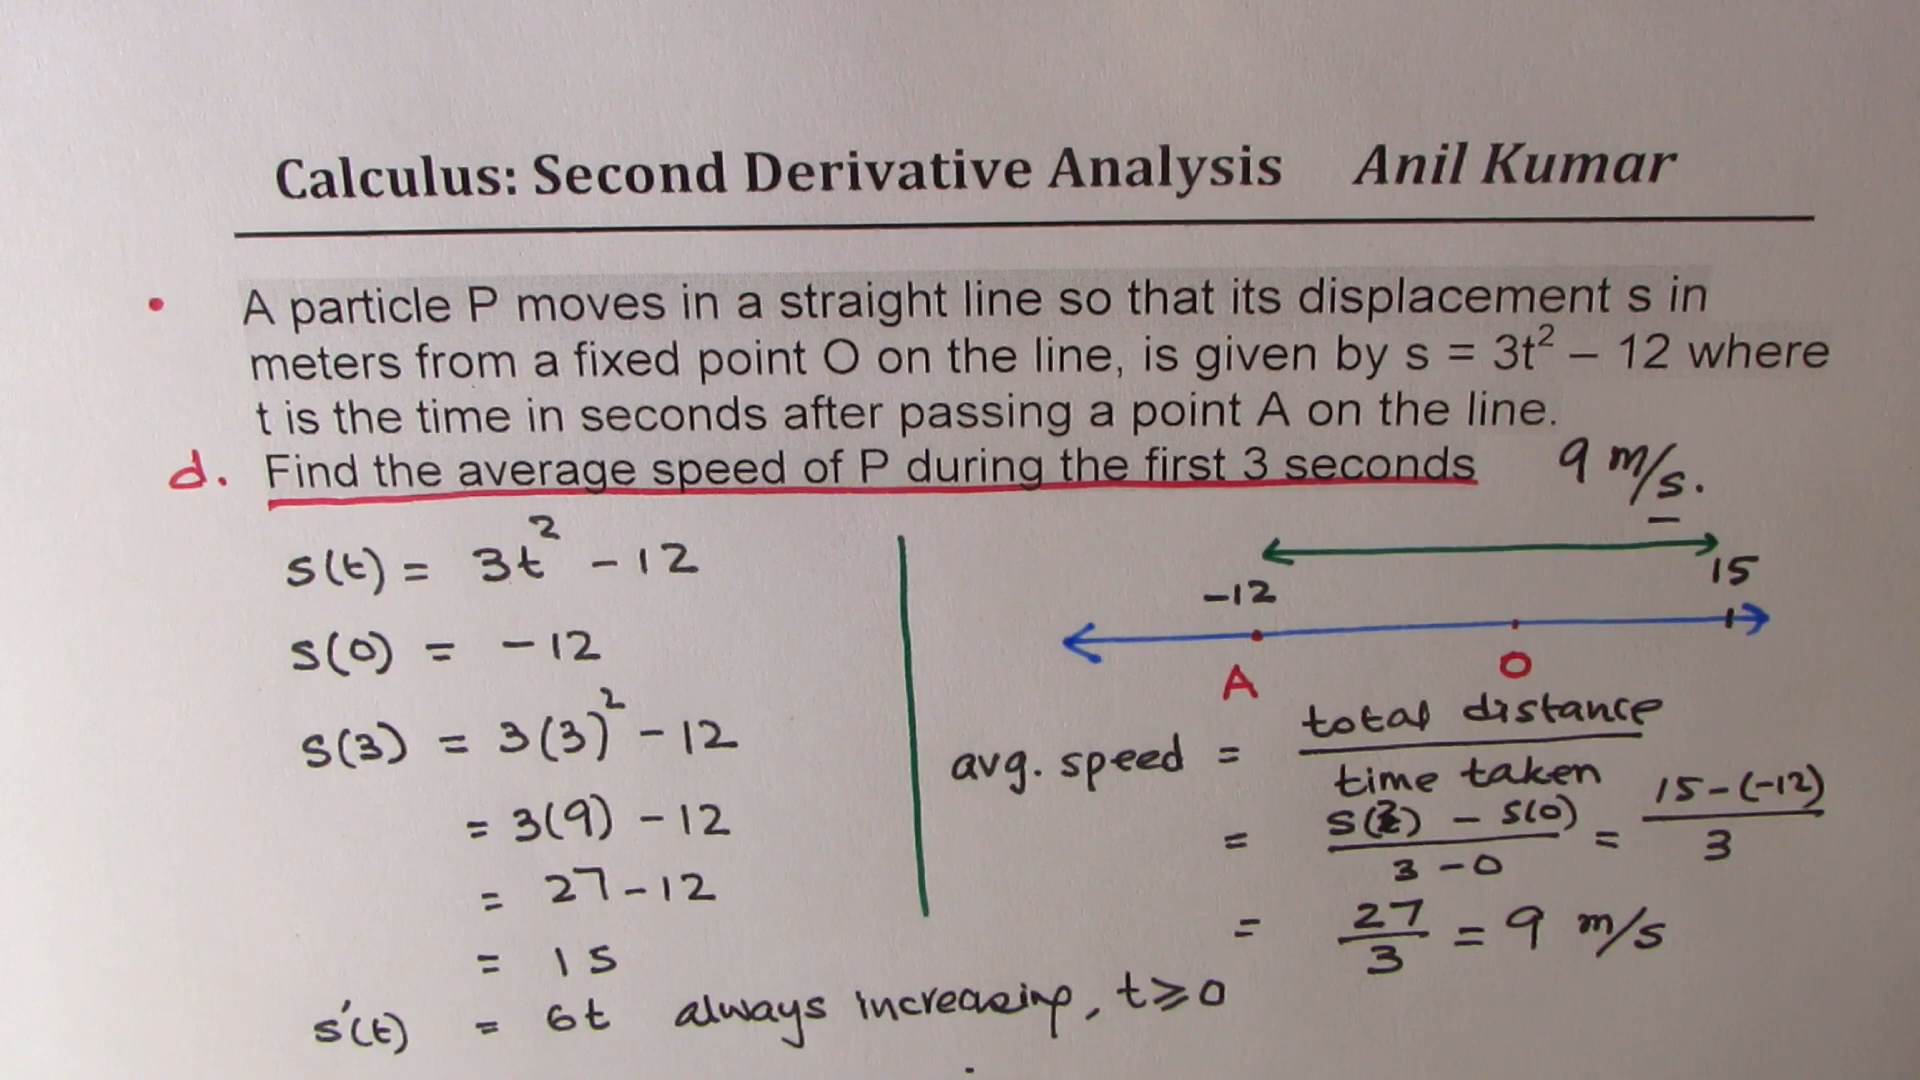 Calculus: Second Derivative Analysis Anil Kumar
• A particle P moves in a straight line so that its displacement s in
meters from a fixed point O on the line, is given by s = 3t² – 12 where
t is the time in seconds after passing a point A on the line.
d. Find the average speed of P during the first 3 seconds 9 m/s.
s(t) = 3t² - 12
s(0) = -12
s(3) = 3(3)² - 12
= 3(9) - 12
= 27 - 12
= 15
s'(t) = 6t always increasing, t ⩾ 0
-12 15
A O
avg. speed = total distance / time taken
= s(3) - s(0) / 3 - 0 = 15 - (-12) / 3
= 27 / 3 = 9 m/s